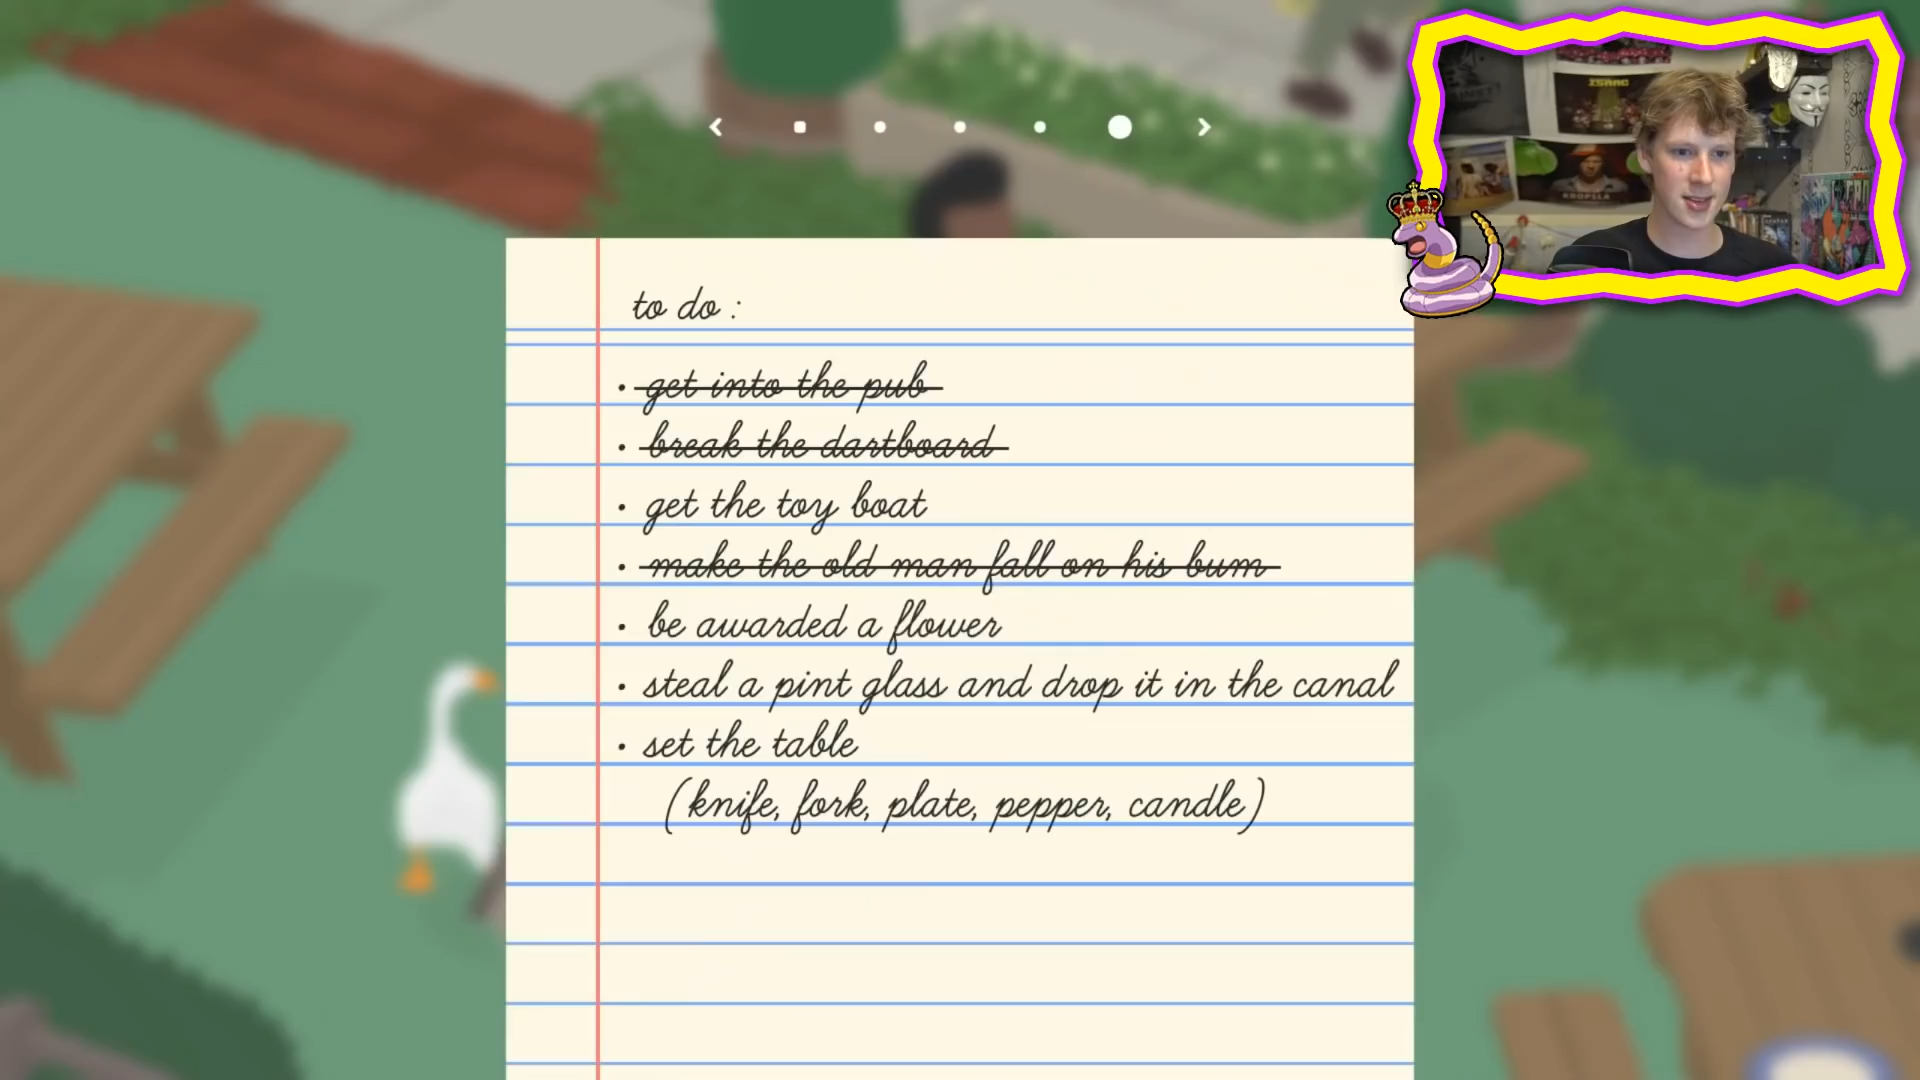 ISAAC
to do :
• get into the pub
• break the dartboard
• get the toy boat
• make the old man fall on his bum
• be awarded a flower
• steal a pint glass and drop it in the canal
• set the table
(knife, fork, plate, pepper, candle)